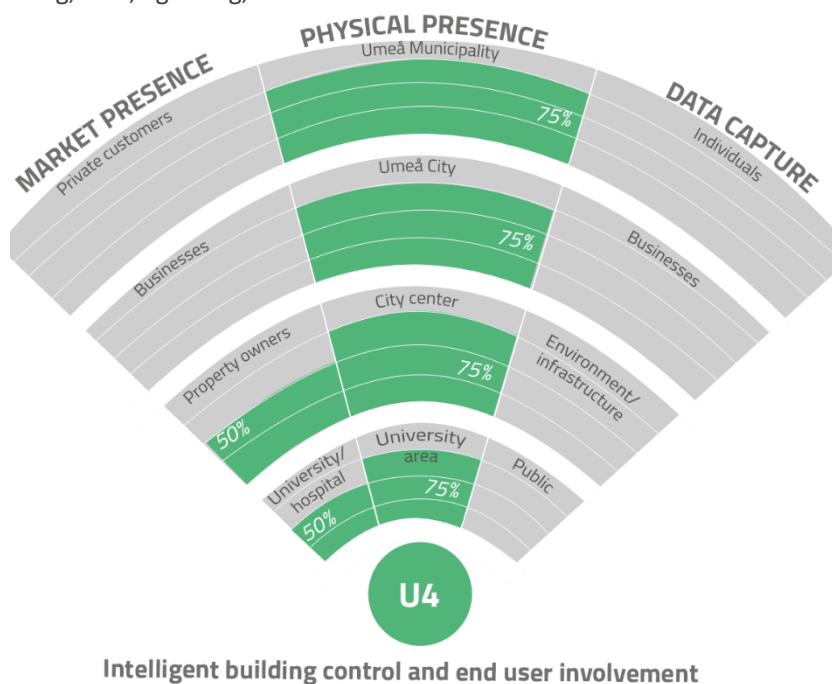 PHYSICAL PRESENCE
MARKET PRESENCE
DATA CAPTURE
Umeå Municipality
Private customers
75%
Individuals
Umeå City
Businesses
75%
Businesses
City center
Property owners
50%
75%
Environment/
infrastructure
University/
hospital
50%
University
area
75%
Public
U4
Intelligent building control and end user involvement